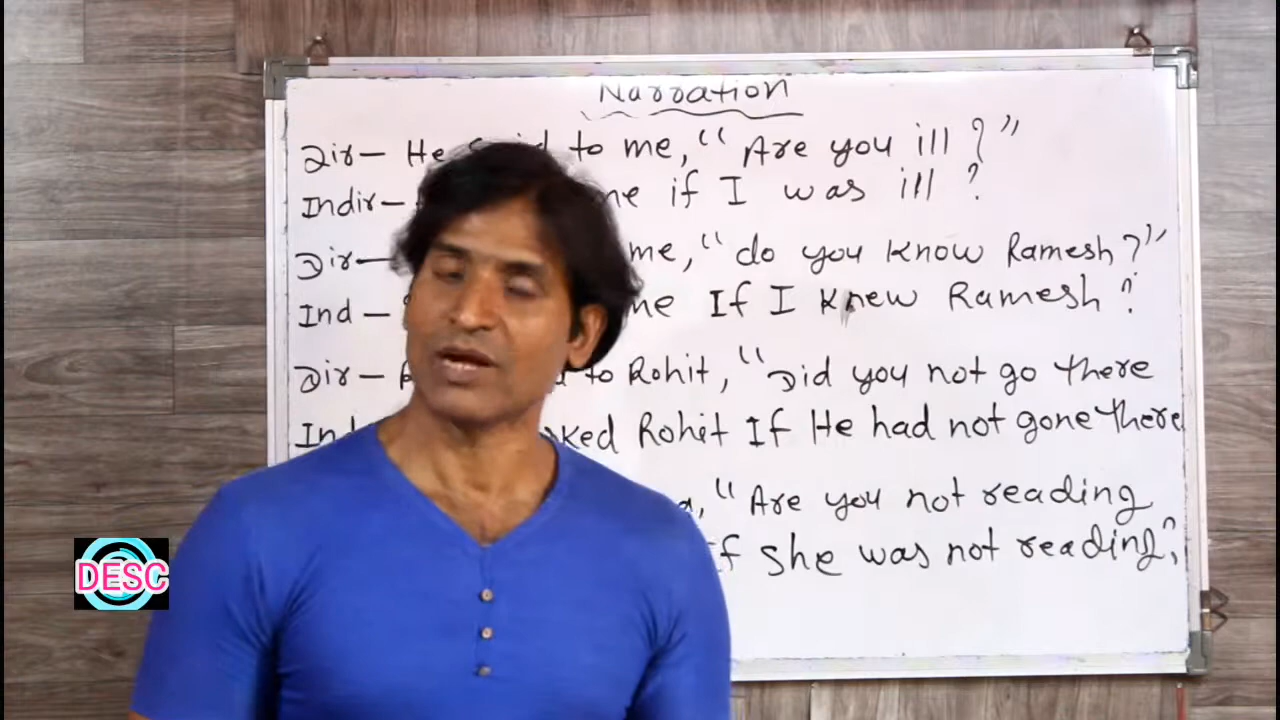 Narration
Dir- He said to me, "Are you ill ?"
Indir- me if I was ill ?
Dir- me, "do you know Ramesh?"
Ind - me If I knew Ramesh ?
Dir- to Rohit, "Did you not go there
Ind asked Rohit If He had not gone there
"Are you not reading
If she was not reading?
DESC